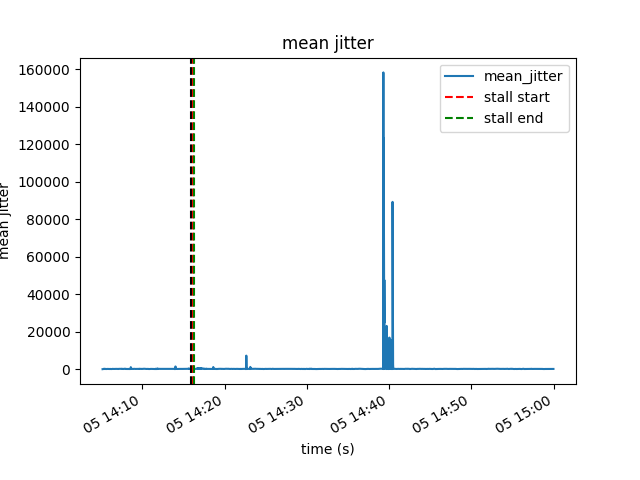 mean jitter
160000
140000
120000
100000
80000
60000
40000
20000
0
mean jitter
mean_jitter
stall start
stall end
05 14:10
05 14:20
05 14:30
05 14:40
05 14:50
05 15:00
time (s)